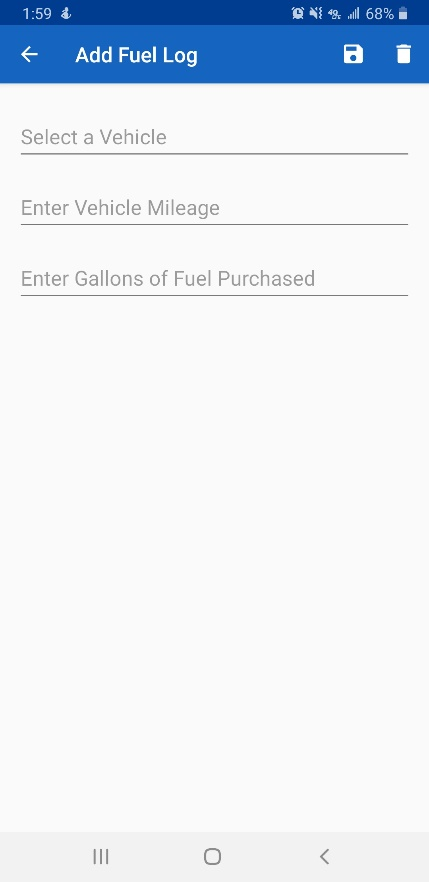 1:59 68%
Add Fuel Log
Select a Vehicle
Enter Vehicle Mileage
Enter Gallons of Fuel Purchased